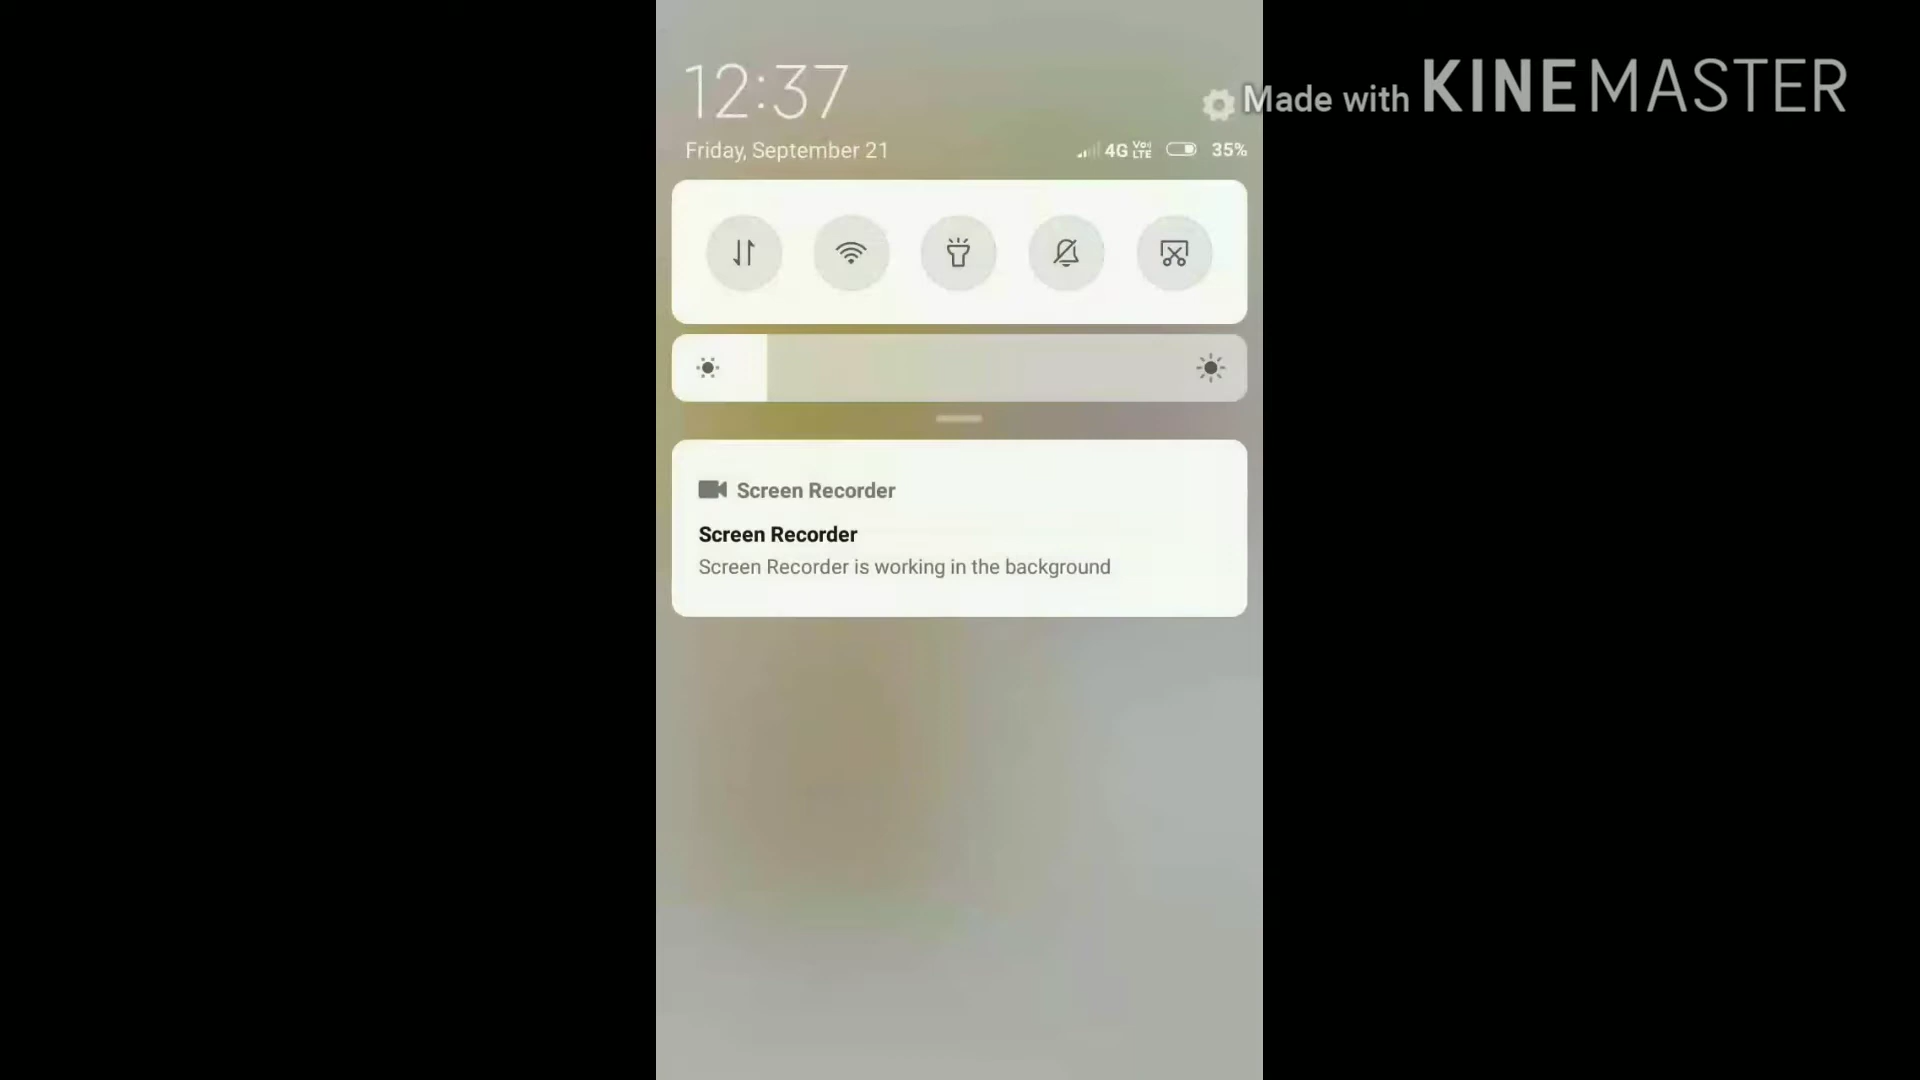 12:37
Made with KINEMASTER
Friday, September 21
4G Vo LTE 35%
Screen Recorder
Screen Recorder
Screen Recorder is working in the background